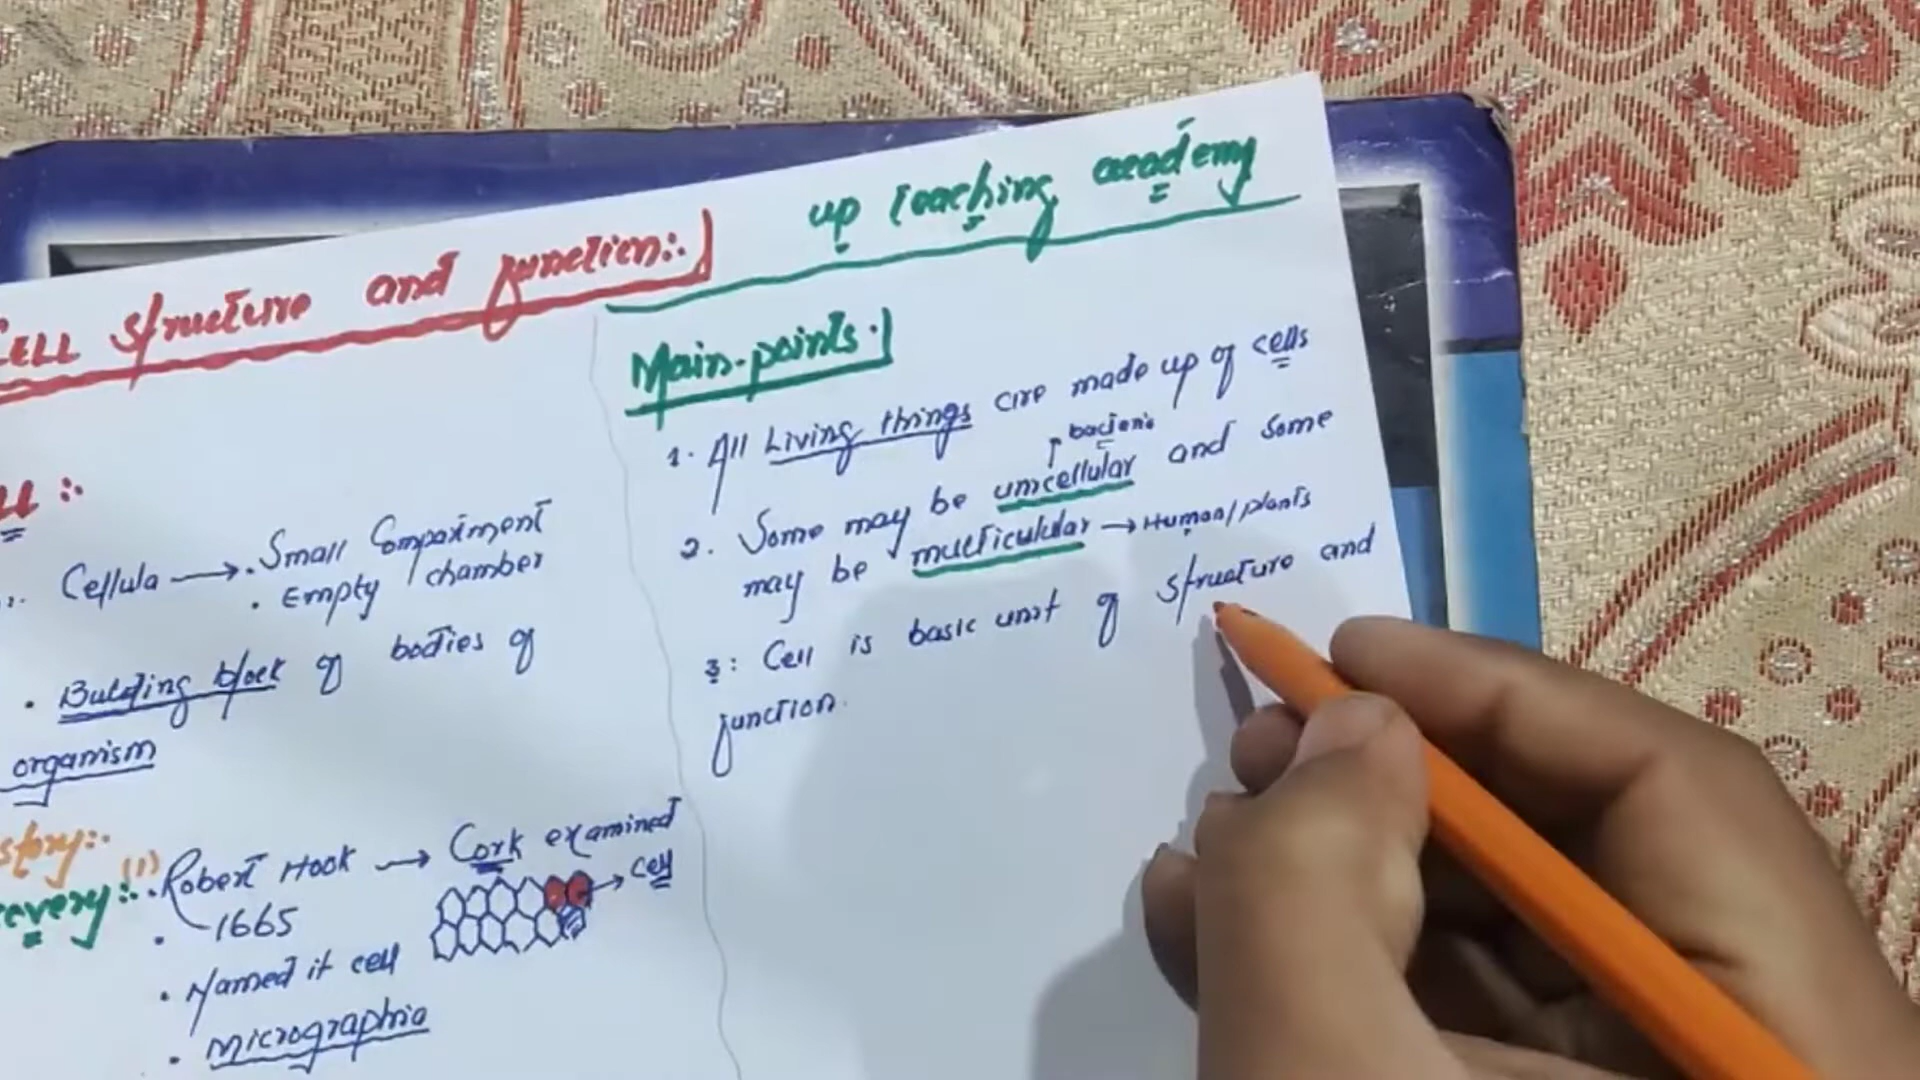 CELL Structure and function:-
up teaching academy
Cellula → . Small Compartment
. Empty chamber
. Building block of bodies of
organism
(1)
. Robert Hook → Cork examined
→ cell
. 1665
. Named it cell
. Micrographia
Main-points.
1. All Living things are made up of cells
↑ bacteria
2. Some may be unicellular and some
may be multicululár → Human/plants
3: Cell is basic unit of structure and
function.